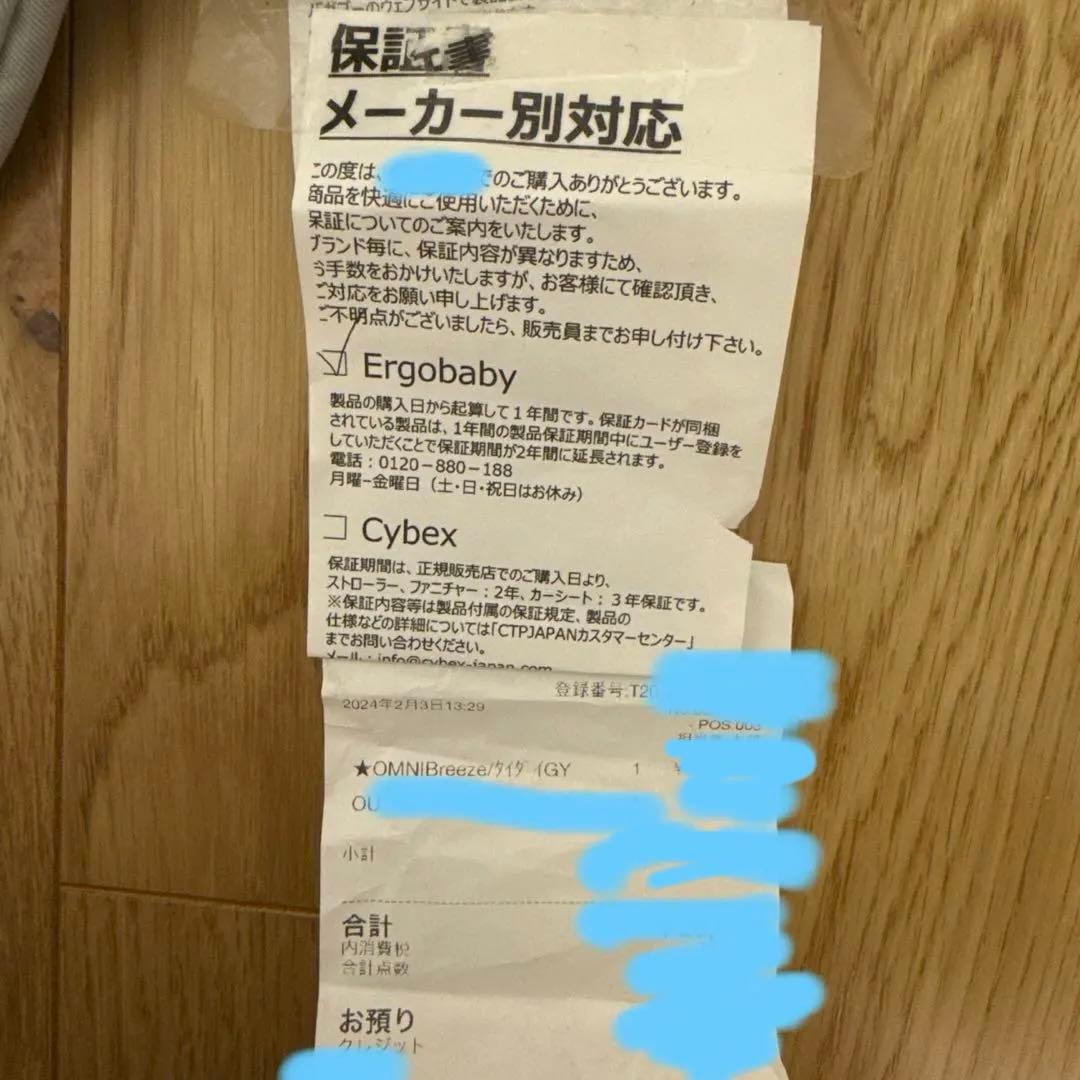 保証書
メーカー別対応
この度は、でのご購入ありがとうございます。
商品を快適にご使用いただくために、
保証についてのご案内をいたします。
ブランド毎に、保証内容が異なりますため、
お手数をおかけいたしますが、お客様にて確認頂き、
ご対応をお願い申し上げます。
ご不明点がございましたら、販売員までお申し付け下さい。
☑ Ergobaby
製品の購入日から起算して1年間です。保証カードが同梱
されている製品は、1年間の製品保証期間中にユーザー登録を
していただくことで保証期間が2年間に延長されます。
電話：0120－880－188
月曜-金曜日（土・日・祝日はお休み）
□ Cybex
保証期間は、正規販売店でのご購入日より、
ストローラー、ファニチャー：2年、カーシート：3年保証です。
※保証内容等は製品付属の保証規定、製品の
仕様などの詳細については「CTPJAPANカスタマーセンター」
までお問い合わせください。
メール：info@cybex-japan.com
登録番号:T20
2024年2月3日13:29
POS:003
★OMNIBreeze/ﾀｲﾀﾞｲGY 1 ¥
OU
小計
合計
内消費税
合計点数
お預り
クレジット